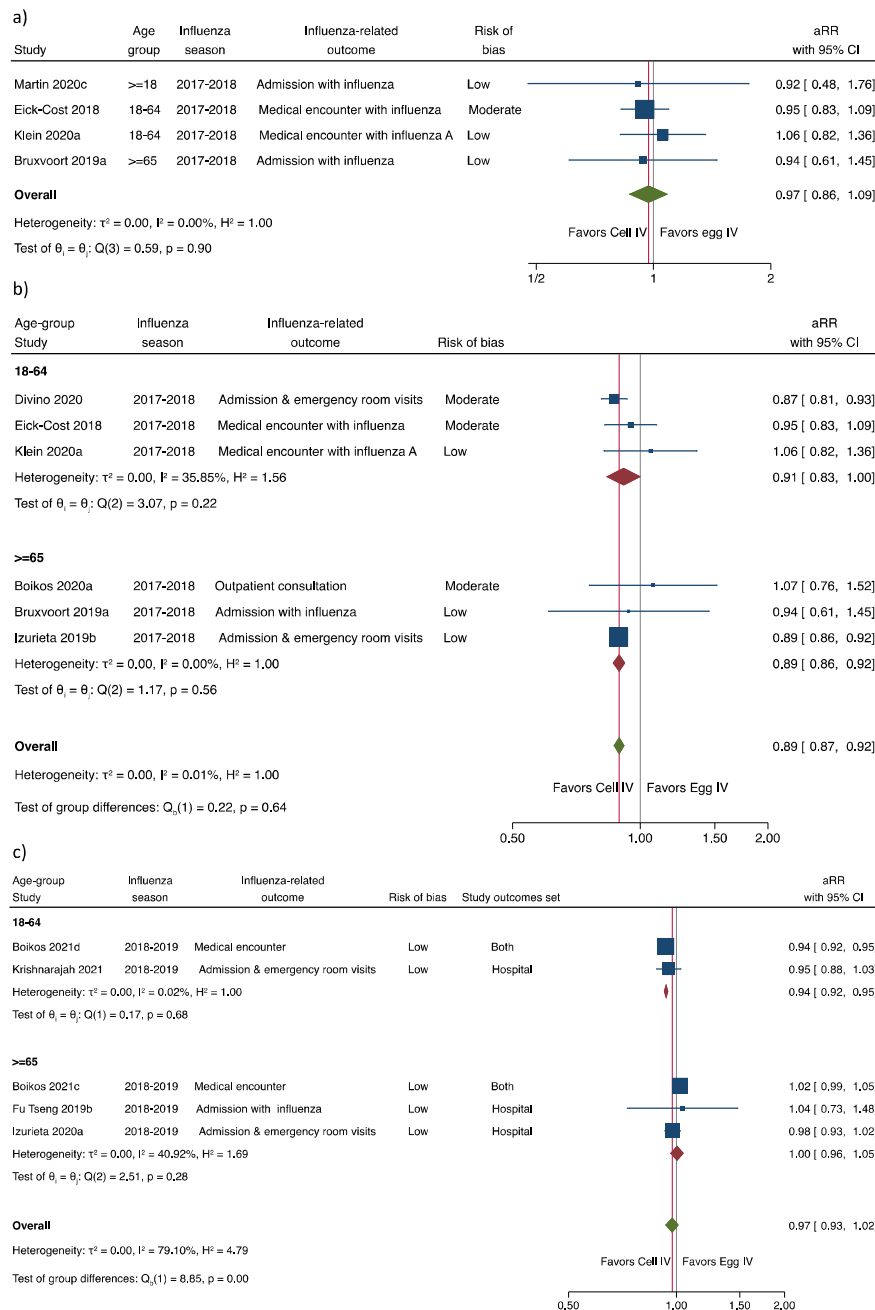 a)
Study Age group Influenza season Influenza-related outcome Risk of bias aRR with 95% CI
Martin 2020c >=18 2017-2018 Admission with influenza Low 0.92 [ 0.48, 1.76]
Eick-Cost 2018 18-64 2017-2018 Medical encounter with influenza Moderate 0.95 [ 0.83, 1.09]
Klein 2020a 18-64 2017-2018 Medical encounter with influenza A Low 1.06 [ 0.82, 1.36]
Bruxvoort 2019a >=65 2017-2018 Admission with influenza Low 0.94 [ 0.61, 1.45]
Overall 0.97 [ 0.86, 1.09]
Heterogeneity: τ² = 0.00, I² = 0.00%, H² = 1.00
Favors Cell IV Favors egg IV
Test of θᵢ = θⱼ: Q(3) = 0.59, p = 0.90
1/2 1 2
b)
Age-group Study Influenza season Influenza-related outcome Risk of bias aRR with 95% CI
18-64
Divino 2020 2017-2018 Admission & emergency room visits Moderate 0.87 [ 0.81, 0.93]
Eick-Cost 2018 2017-2018 Medical encounter with influenza Moderate 0.95 [ 0.83, 1.09]
Klein 2020a 2017-2018 Medical encounter with influenza A Low 1.06 [ 0.82, 1.36]
Heterogeneity: τ² = 0.00, I² = 35.85%, H² = 1.56 0.91 [ 0.83, 1.00]
Test of θᵢ = θⱼ: Q(2) = 3.07, p = 0.22
>=65
Boikos 2020a 2017-2018 Outpatient consultation Moderate 1.07 [ 0.76, 1.52]
Bruxvoort 2019a 2017-2018 Admission with influenza Low 0.94 [ 0.61, 1.45]
Izurieta 2019b 2017-2018 Admission & emergency room visits Low 0.89 [ 0.86, 0.92]
Heterogeneity: τ² = 0.00, I² = 0.00%, H² = 1.00 0.89 [ 0.86, 0.92]
Test of θᵢ = θⱼ: Q(2) = 1.17, p = 0.56
Overall 0.89 [ 0.87, 0.92]
Heterogeneity: τ² = 0.00, I² = 0.01%, H² = 1.00
Favors Cell IV Favors Egg IV
Test of group differences: Q_b(1) = 0.22, p = 0.64
0.50 1.00 2.00
c)
Age-group Study Influenza season Influenza-related outcome Risk of bias Study outcomes set aRR with 95% CI
18-64
Boikos 2021d 2018-2019 Medical encounter Low Both 0.94 [ 0.92, 0.95]
Krishnarajah 2021 2018-2019 Admission & emergency room visits Low Hospital 0.95 [ 0.88, 1.03]
Heterogeneity: τ² = 0.00, I² = 0.02%, H² = 1.00 0.94 [ 0.92, 0.95]
Test of θᵢ = θⱼ: Q(1) = 0.17, p = 0.68
>=65
Boikos 2021c 2018-2019 Medical encounter Low Both 1.02 [ 0.99, 1.05]
Fu Tseng 2019b 2018-2019 Admission with influenza Low Hospital 1.04 [ 0.73, 1.48]
Izurieta 2020a 2018-2019 Admission & emergency room visits Low Hospital 0.98 [ 0.93, 1.02]
Heterogeneity: τ² = 0.00, I² = 40.92%, H² = 1.69 1.00 [ 0.96, 1.05]
Test of θᵢ = θⱼ: Q(2) = 2.51, p = 0.28
Overall 0.97 [ 0.93, 1.02]
Heterogeneity: τ² = 0.00, I² = 79.10%, H² = 4.79
Favors Cell IV Favors Egg IV
Test of group differences: Q_b(1) = 8.85, p = 0.00
0.50 1.00 2.00